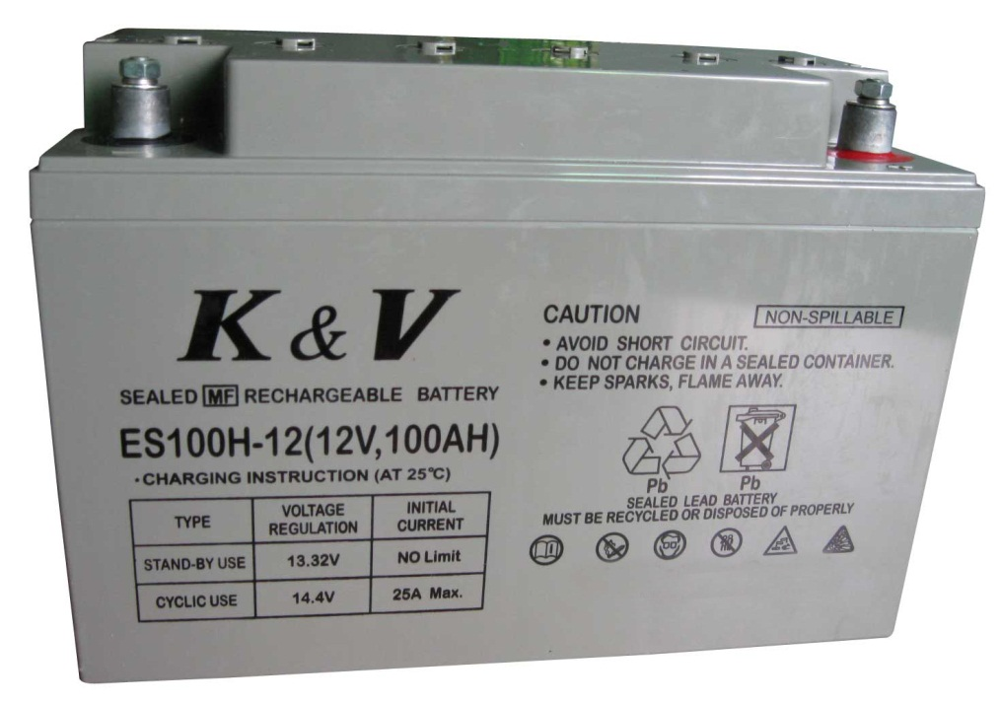 K & V
SEALED MF RECHARGEABLE BATTERY
ES100H-12(12V,100AH)
·CHARGING INSTRUCTION (AT 25℃)
TYPE VOLTAGE REGULATION INITIAL CURRENT
STAND-BY USE 13.32V NO Limit
CYCLIC USE 14.4V 25A Max.
CAUTION NON-SPILLABLE
• AVOID SHORT CIRCUIT.
• DO NOT CHARGE IN A SEALED CONTAINER.
• KEEP SPARKS, FLAME AWAY.
Pb Pb
SEALED LEAD BATTERY
MUST BE RECYCLED OR DISPOSED OF PROPERLY